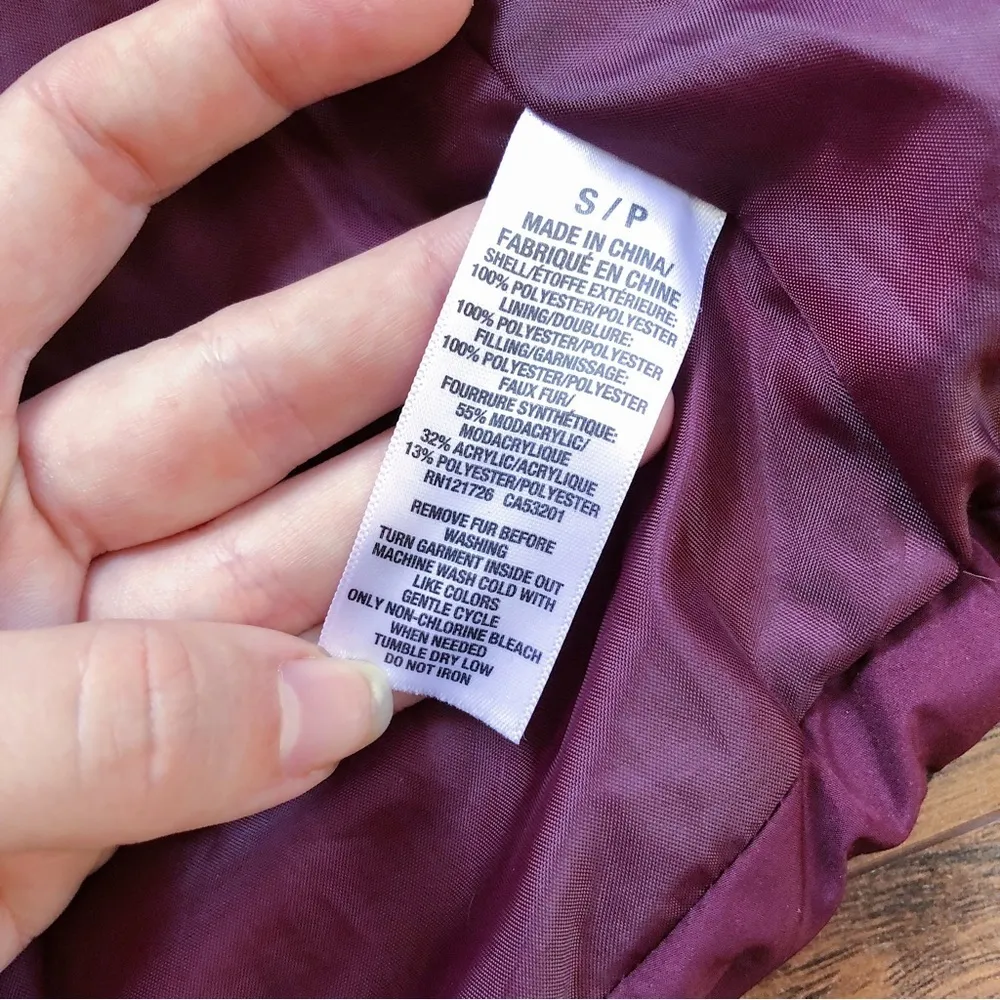 S / P
MADE IN CHINA/
FABRIQUÉ EN CHINE
SHELL/ÉTOFFE EXTÉRIEURE:
100% POLYESTER/POLYESTER
LINING/DOUBLURE:
100% POLYESTER/POLYESTER
FILLING/GARNISSAGE:
100% POLYESTER/POLYESTER
FAUX FUR/
FOURRURE SYNTHÉTIQUE:
55% MODACRYLIC/
MODACRYLIQUE
32% ACRYLIC/ACRYLIQUE
13% POLYESTER/POLYESTER
RN121726 CA53201
REMOVE FUR BEFORE
WASHING
TURN GARMENT INSIDE OUT
MACHINE WASH COLD WITH
LIKE COLORS
GENTLE CYCLE
ONLY NON-CHLORINE BLEACH
WHEN NEEDED
TUMBLE DRY LOW
DO NOT IRON